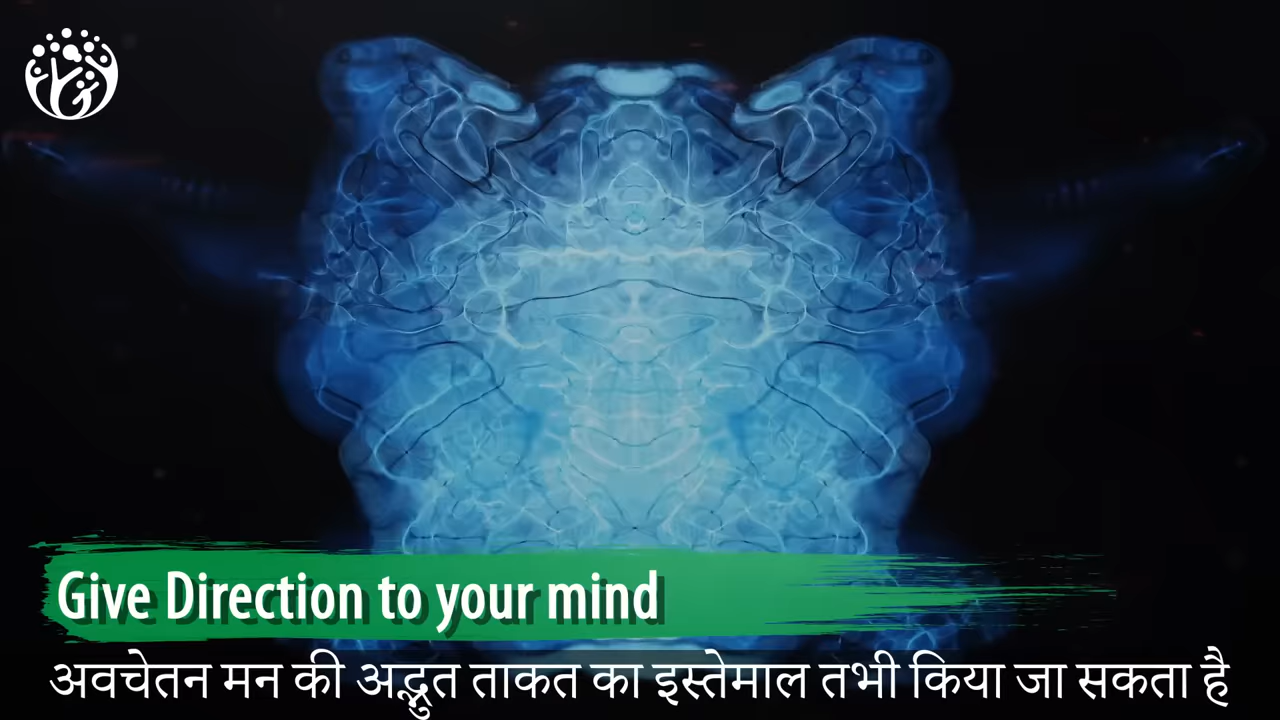 Give Direction to your mind
अवचेतन मन की अद्भुत ताकत का इस्तेमाल तभी किया जा सकता है